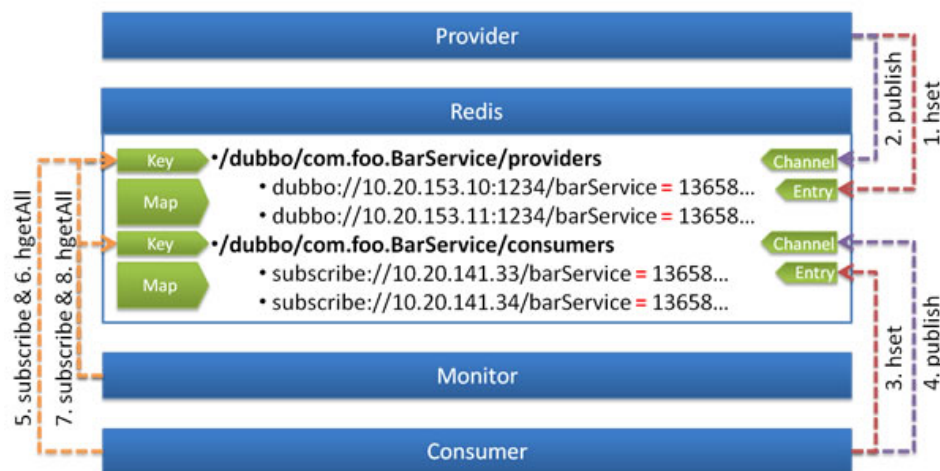 Provider
Redis
Key
•/dubbo/com.foo.BarService/providers
Channel
Map
• dubbo://10.20.153.10:1234/barService = 13658...
Entry
• dubbo://10.20.153.11:1234/barService = 13658...
Key
•/dubbo/com.foo.BarService/consumers
Channel
Map
• subscribe://10.20.141.33/barService = 13658...
Entry
• subscribe://10.20.141.34/barService = 13658...
Monitor
Consumer
5. subscribe & 6. hgetAll
7. subscribe & 8. hgetAll
2. publish
1. hset
3. hset
4. publish